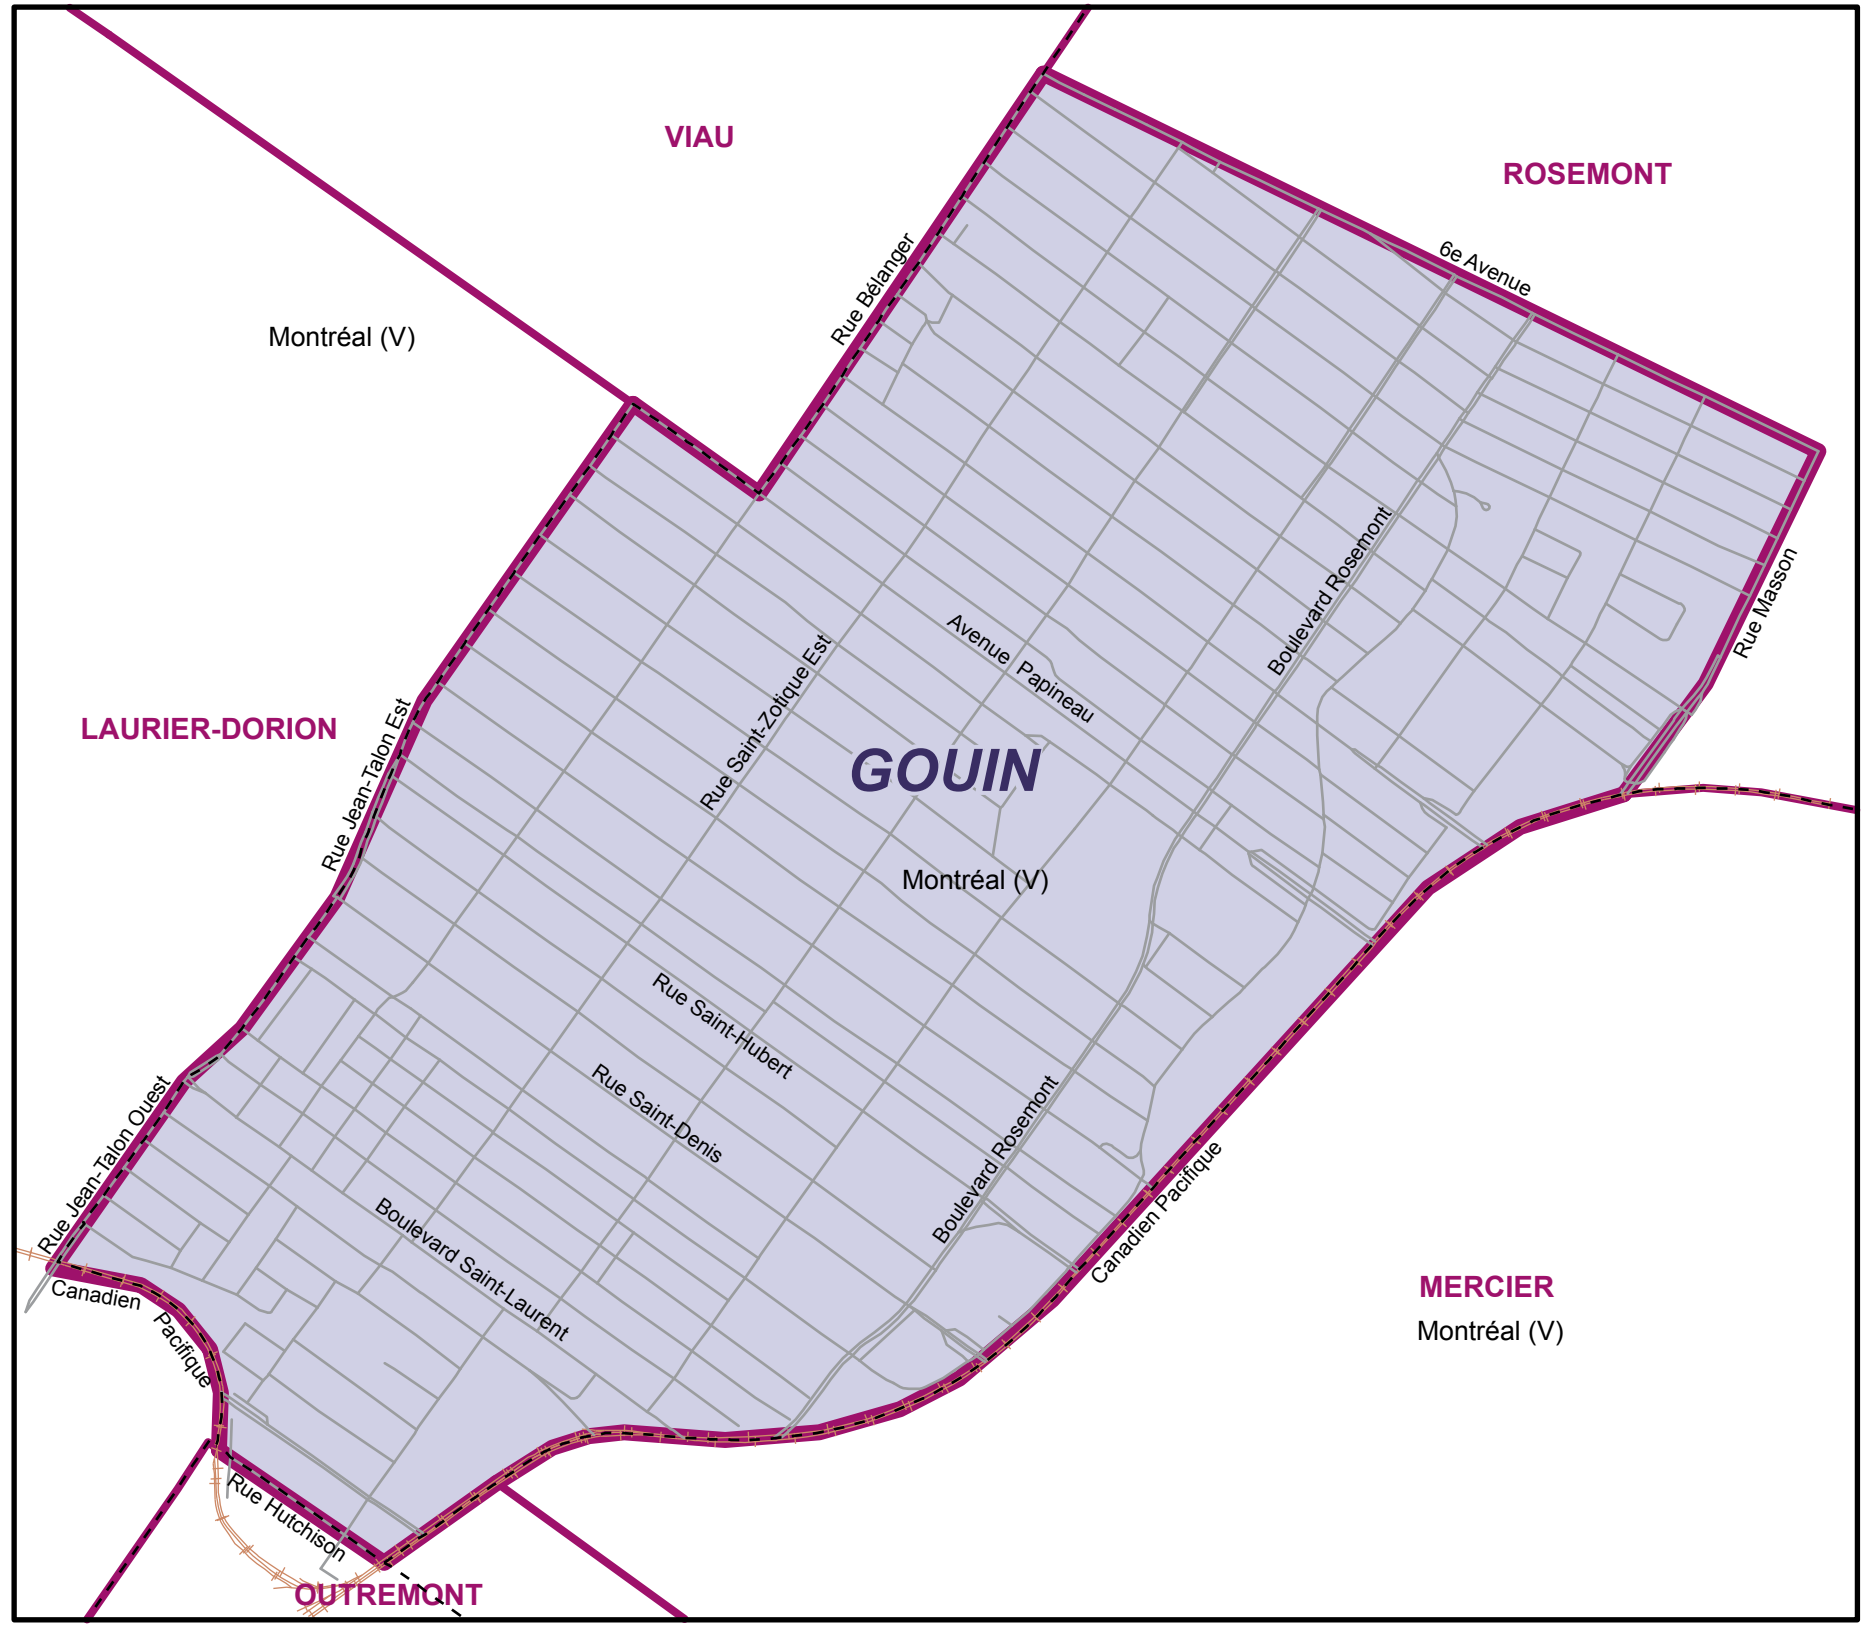 VIAU
ROSEMONT
6e Avenue
Rue Bélanger
Montréal (V)
Boulevard Rosemont
Rue Masson
Avenue Papineau
Rue Saint-Zotique Est
LAURIER-DORION
Rue Jean-Talon Est
GOUIN
Montréal (V)
Rue Saint-Hubert
Rue Saint-Denis
Boulevard Rosemont
Rue Jean-Talon Ouest
Boulevard Saint-Laurent
Canadien Pacifique
Canadien
Pacifique
MERCIER
Montréal (V)
Rue Hutchison
OUTREMONT